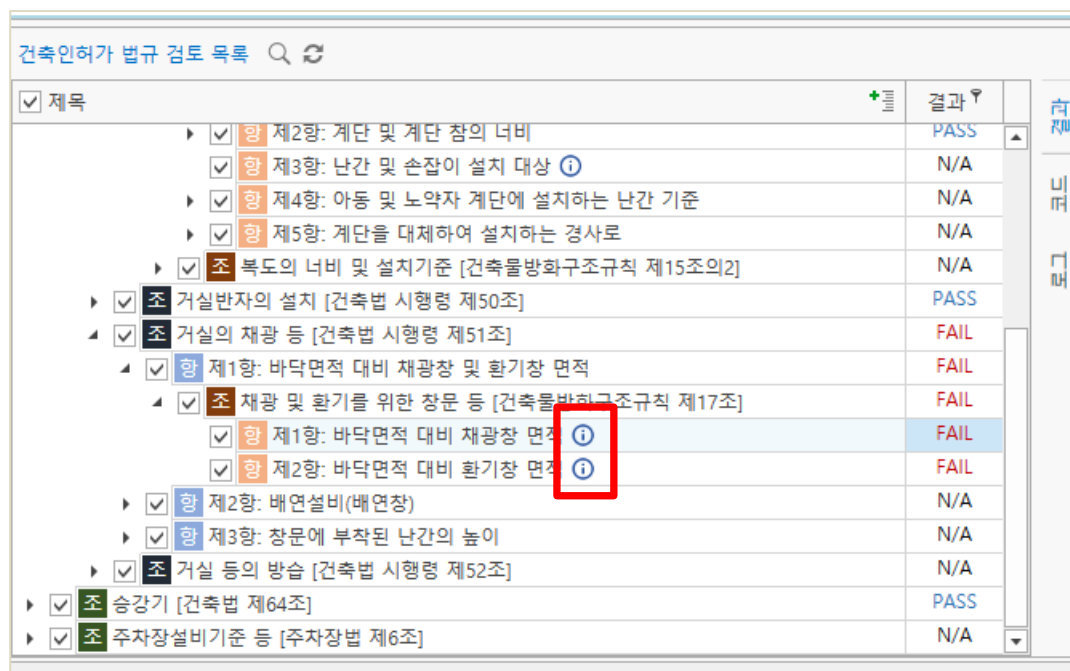 건축인허가 법규 검토 목록
제목 결과
항 제2항: 계단 및 계단 참의 너비 PASS
항 제3항: 난간 및 손잡이 설치 대상 N/A
항 제4항: 아동 및 노약자 계단에 설치하는 난간 기준 N/A
항 제5항: 계단을 대체하여 설치하는 경사로 N/A
조 복도의 너비 및 설치기준 [건축물방화구조규칙 제15조의2] N/A
조 거실반자의 설치 [건축법 시행령 제50조] PASS
조 거실의 채광 등 [건축법 시행령 제51조] FAIL
항 제1항: 바닥면적 대비 채광창 및 환기창 면적 FAIL
조 채광 및 환기를 위한 창문 등 [건축물방화구조규칙 제17조] FAIL
항 제1항: 바닥면적 대비 채광창 면적 FAIL
항 제2항: 바닥면적 대비 환기창 면적 FAIL
항 제2항: 배연설비(배연창) N/A
항 제3항: 창문에 부착된 난간의 높이 N/A
조 거실 등의 방습 [건축법 시행령 제52조] N/A
조 승강기 [건축법 제64조] PASS
조 주차장설비기준 등 [주차장법 제6조] N/A
결과
코드
로그